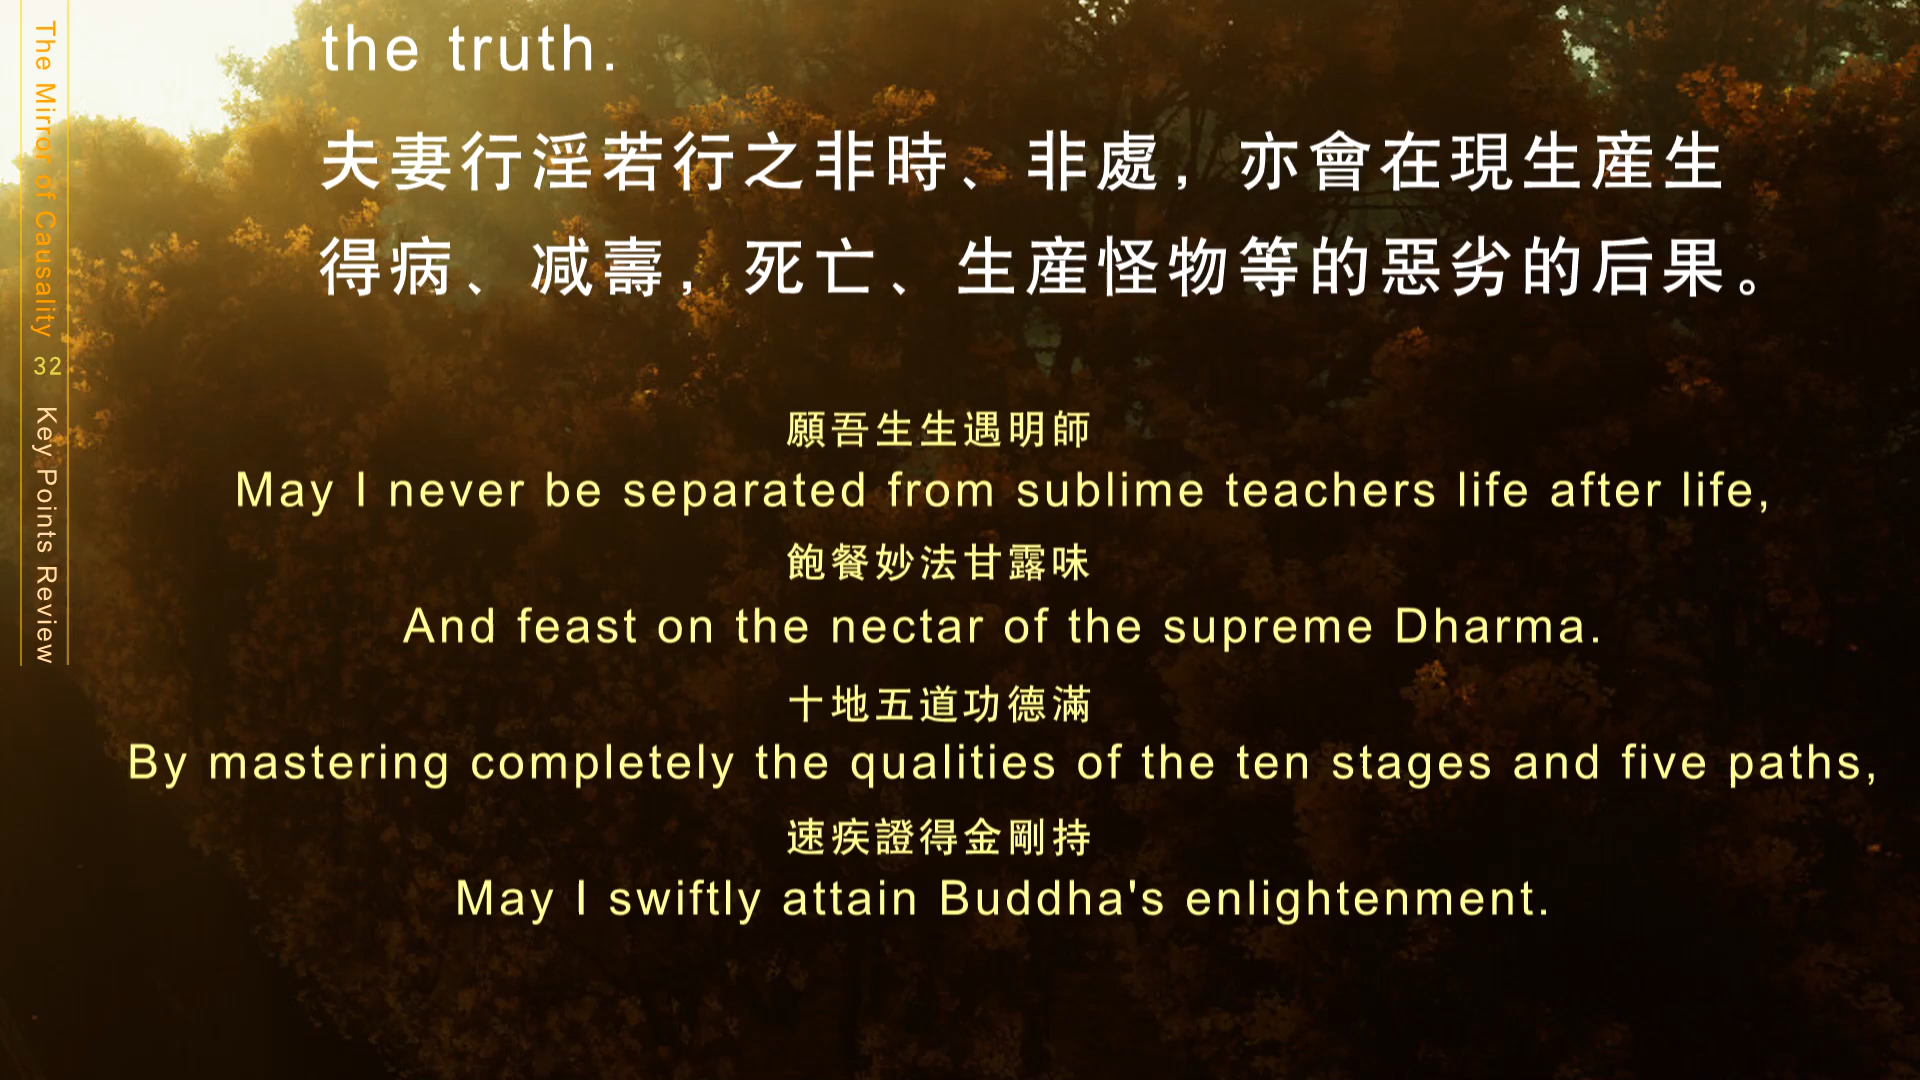 The Mirror of Causality 32 Key Points Review
the truth.
夫妻行淫若行之非時、非處，亦會在現生産生
得病、减壽，死亡、生産怪物等的惡劣的后果。
願吾生生遇明師
May I never be separated from sublime teachers life after life,
飽餐妙法甘露味
And feast on the nectar of the supreme Dharma.
十地五道功德滿
By mastering completely the qualities of the ten stages and five paths,
速疾證得金剛持
May I swiftly attain Buddha's enlightenment.